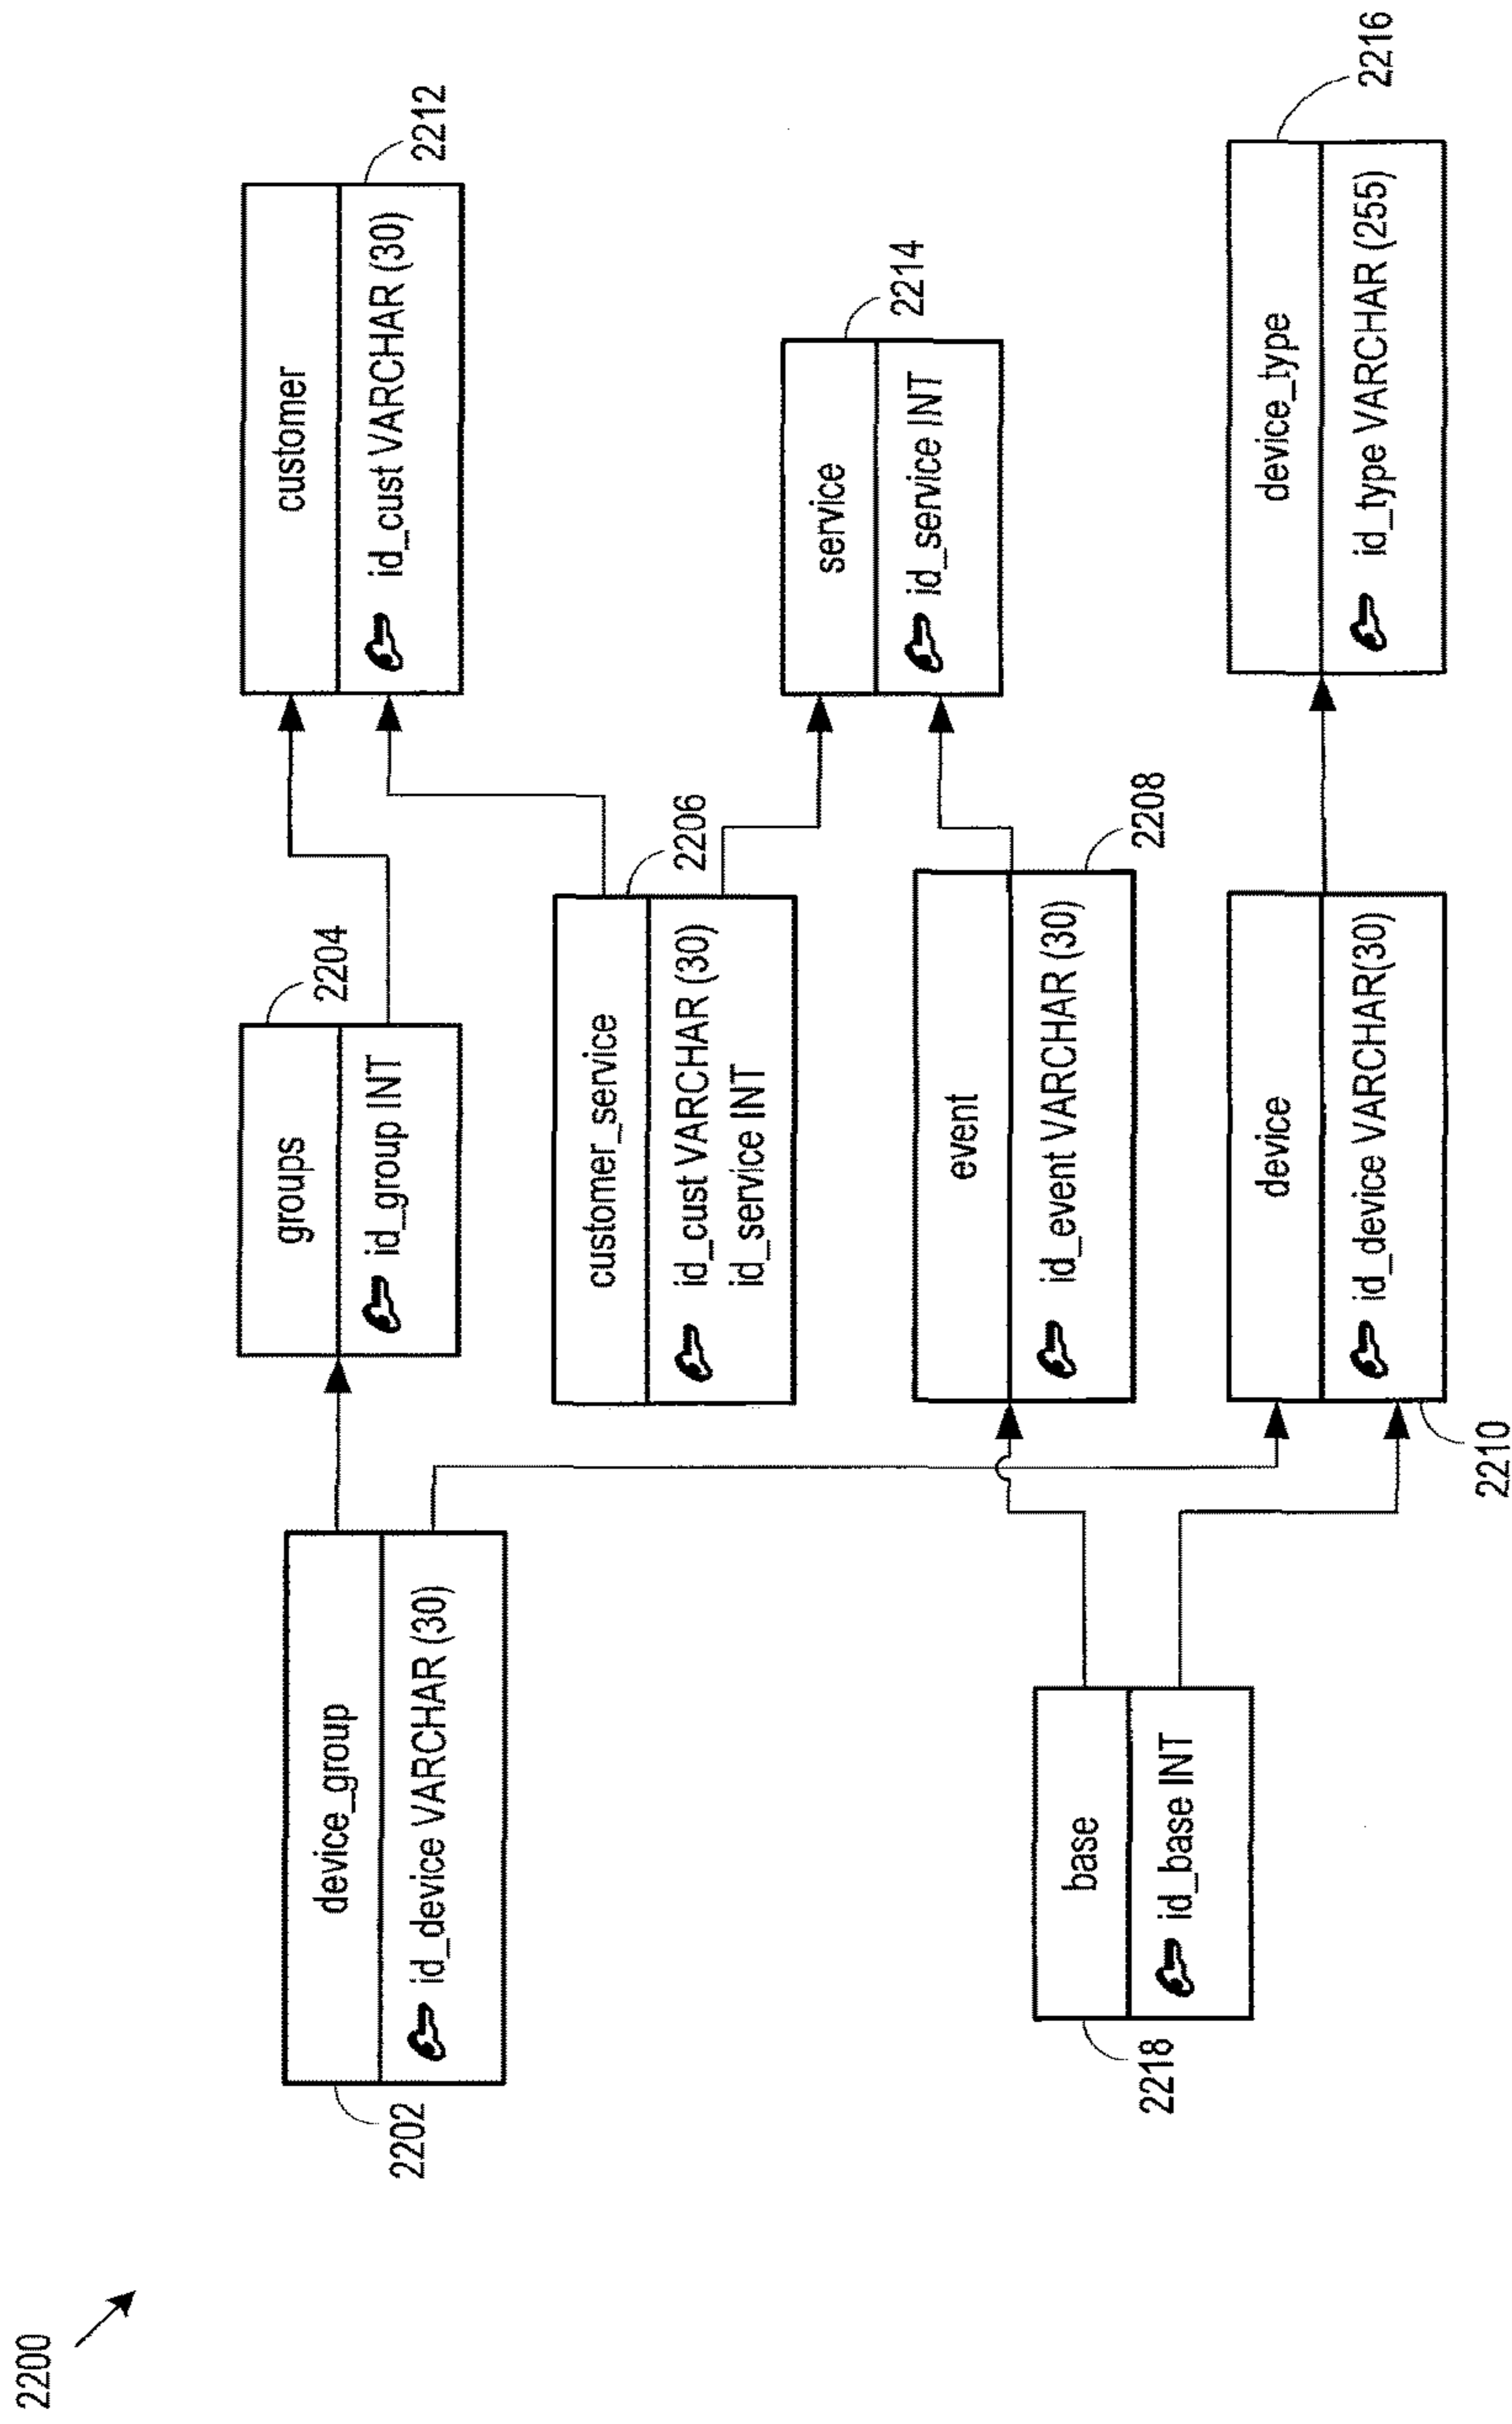 2200
device_group
id_device VARCHAR (30)
2202
groups
id_group INT
2204
customer
id_cust VARCHAR (30)
2212
customer_service
id_cust VARCHAR (30)
id_service INT
2206
service
id_service INT
2214
base
id_base INT
2218
event
id_event VARCHAR (30)
2208
device
id_device VARCHAR(30)
2210
device_type
id_type VARCHAR (255)
2216